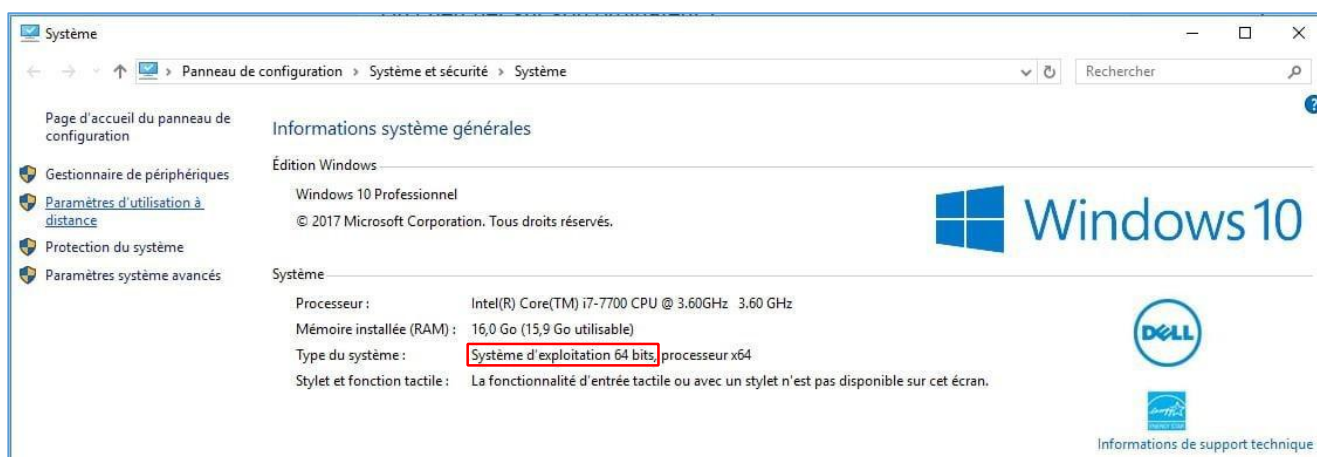 Système
Panneau de configuration > Système et sécurité > Système
Rechercher
Page d'accueil du panneau de
configuration
Gestionnaire de périphériques
Paramètres d'utilisation à
distance
Protection du système
Paramètres système avancés
Informations système générales
Édition Windows
Windows 10 Professionnel
© 2017 Microsoft Corporation. Tous droits réservés.
Windows 10
Système
Processeur : Intel(R) Core(TM) i7-7700 CPU @ 3.60GHz 3.60 GHz
Mémoire installée (RAM) : 16,0 Go (15,9 Go utilisable)
Type du système : Système d'exploitation 64 bits, processeur x64
Stylet et fonction tactile : La fonctionnalité d'entrée tactile ou avec un stylet n'est pas disponible sur cet écran.
DELL
ENERGY STAR
Informations de support technique